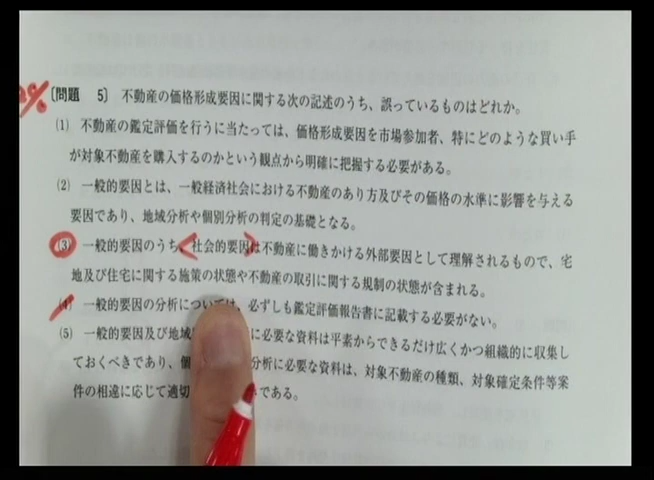 〔問題 5〕 不動産の価格形成要因に関する次の記述のうち、誤っているものはどれか。
(1) 不動産の鑑定評価を行うに当たっては、価格形成要因を市場参加者、特にどのような買い手
が対象不動産を購入するのかという観点から明確に把握する必要がある。
(2) 一般的要因とは、一般経済社会における不動産のあり方及びその価格の水準に影響を与える
要因であり、地域分析や個別分析の判定の基礎となる。
(3) 一般的要因のうち、社会的要因は不動産に働きかける外部要因として理解されるもので、宅
地及び住宅に関する施策の状態や不動産の取引に関する規制の状態が含まれる。
(4) 一般的要因の分析については、必ずしも鑑定評価報告書に記載する必要がない。
(5) 一般的要因及び地域 に必要な資料は平素からできるだけ広くかつ組織的に収集し
ておくべきであり、個 分析に必要な資料は、対象不動産の種類、対象確定条件等案
件の相違に応じて適切 である。